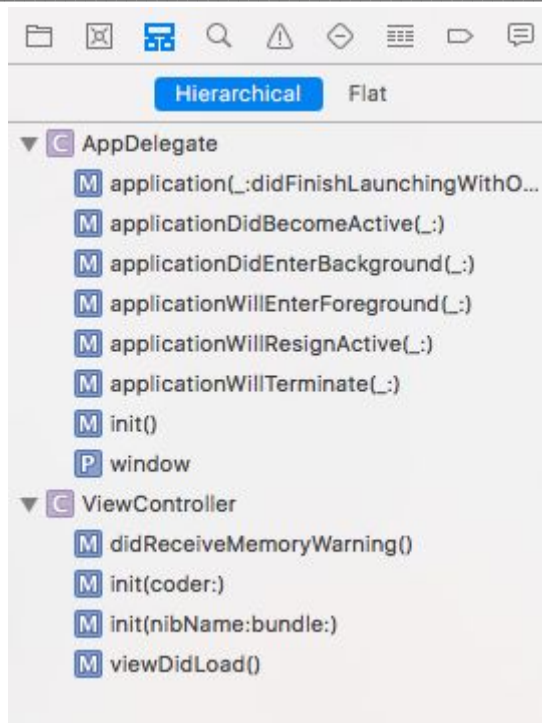 Hierarchical Flat
C AppDelegate
M application(_:didFinishLaunchingWithO...
M applicationDidBecomeActive(_:)
M applicationDidEnterBackground(_:)
M applicationWillEnterForeground(_:)
M applicationWillResignActive(_:)
M applicationWillTerminate(_:)
M init()
P window
C ViewController
M didReceiveMemoryWarning()
M init(coder:)
M init(nibName:bundle:)
M viewDidLoad()